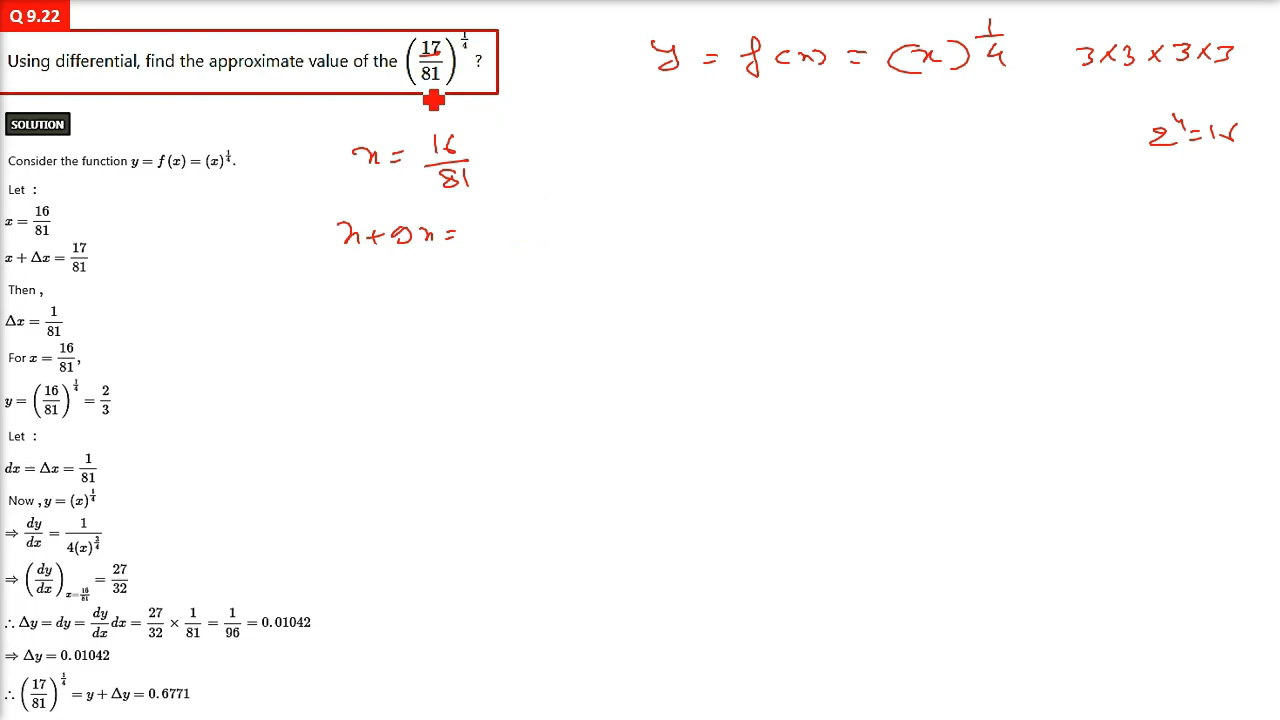 Q 9.22
Using differential, find the approximate value of the (17/81)^(1/4) ?
SOLUTION
Consider the function y = f(x) = (x)^(1/4).
Let :
x = 16/81
x + Δx = 17/81
Then ,
Δx = 1/81
For x = 16/81,
y = (16/81)^(1/4) = 2/3
Let :
dx = Δx = 1/81
Now , y = (x)^(1/4)
⇒ dy/dx = 1/4(x)^(3/4)
⇒ (dy/dx)_(x=16/81) = 27/32
∴ Δy = dy = dy/dx dx = 27/32 × 1/81 = 1/96 = 0.01042
⇒ Δy = 0.01042
∴ (17/81)^(1/4) = y + Δy = 0.6771
y = f(x) = (x)^(1/4)
3×3×3×3
2^4 = 16
x = 16/81
x + Δx =